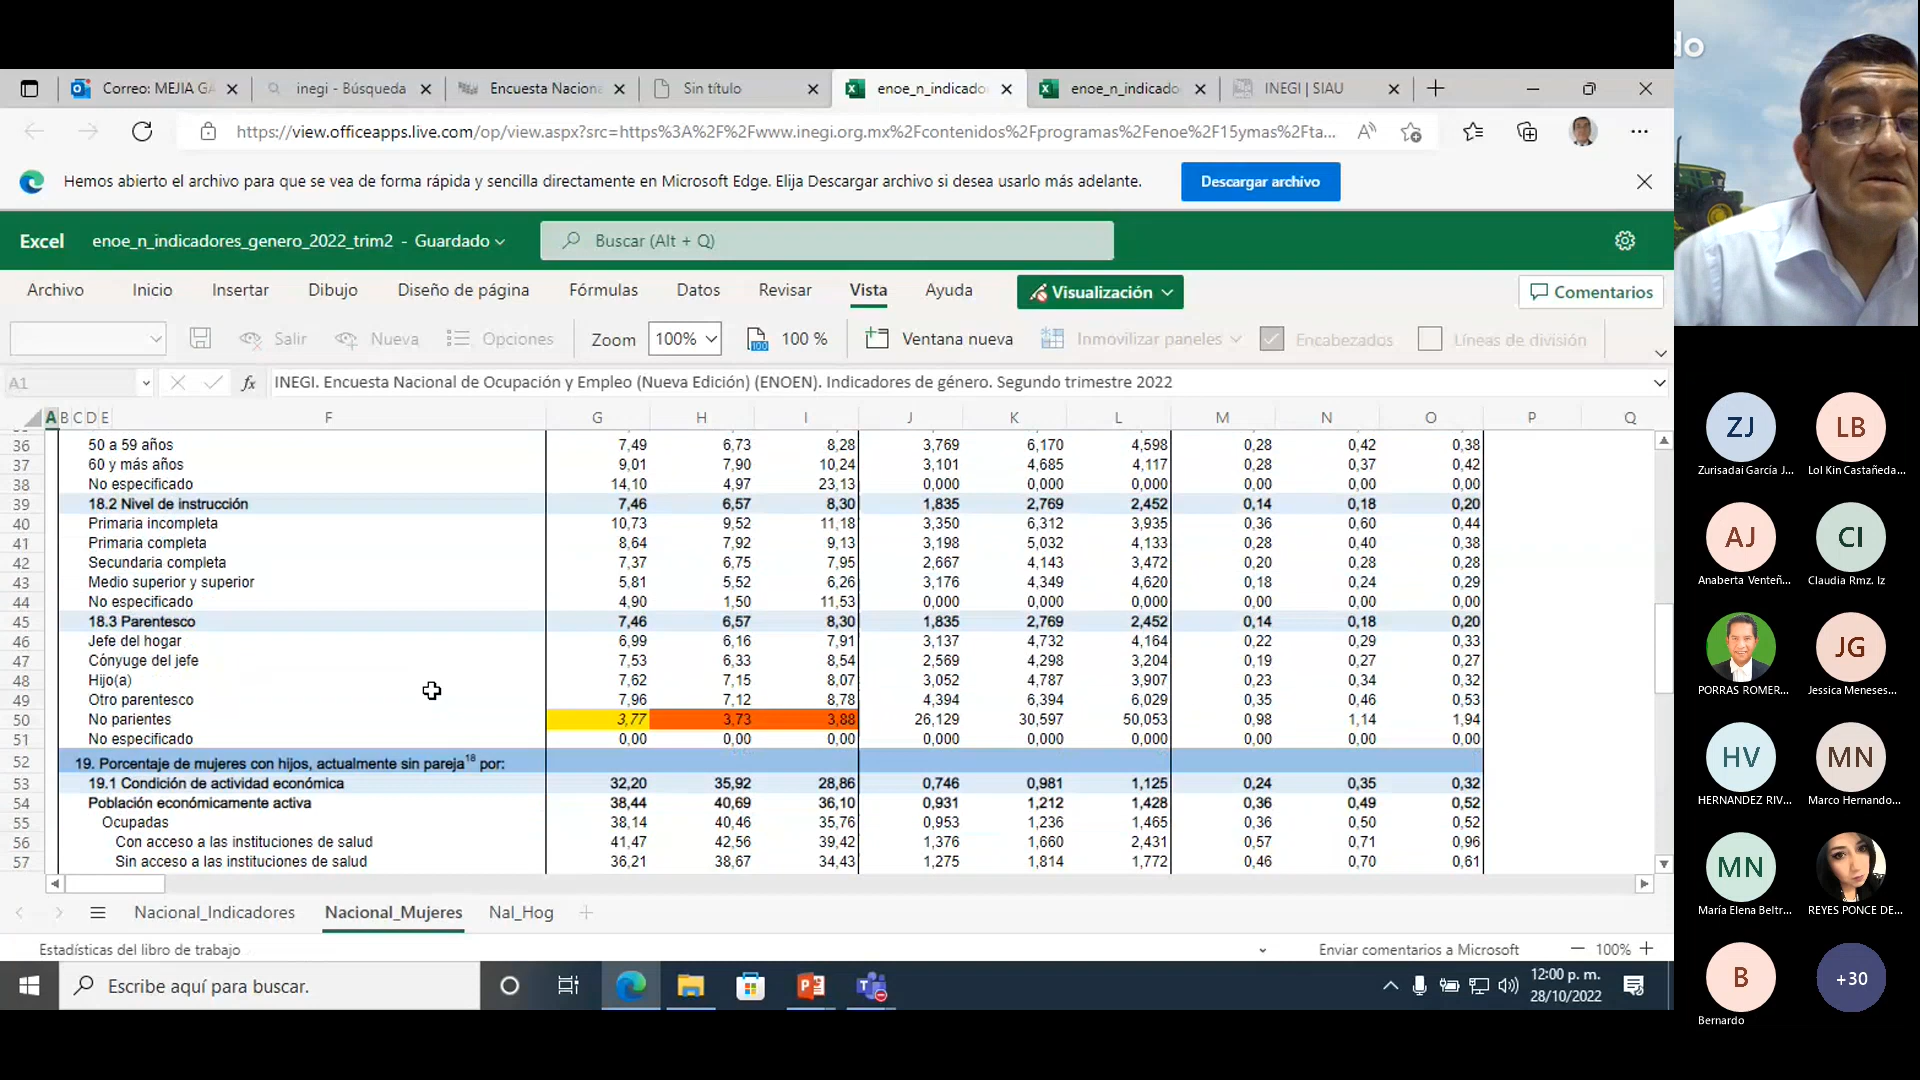 do
Correo: MEJIA GA
inegi - Búsqueda
Encuesta Nacion
Sin título
enoe_n_indicado
enoe_n_indicado
INEGI | SIAU
https://view.officeapps.live.com/op/view.aspx?src=https%3A%2F%2Fwww.inegi.org.mx%2Fcontenidos%2Fprogramas%2Fenoe%2F15ymas%2Fta...
Hemos abierto el archivo para que se vea de forma rápida y sencilla directamente en Microsoft Edge. Elija Descargar archivo si desea usarlo más adelante.
Descargar archivo
Excel enoe_n_indicadores_genero_2022_trim2 - Guardado
Buscar (Alt + Q)
Archivo Inicio Insertar Dibujo Diseño de página Fórmulas Datos Revisar Vista Ayuda Visualización Comentarios
Salir Nueva Opciones Zoom 100% 100 % Ventana nueva Inmovilizar paneles Encabezados Líneas de división
A1 fx INEGI. Encuesta Nacional de Ocupación y Empleo (Nueva Edición) (ENOEN). Indicadores de género. Segundo trimestre 2022
A B C D E F G H I J K L M N O P Q
36 50 a 59 años 7,49 6,73 8,28 3,769 6,170 4,598 0,28 0,42 0,38
37 60 y más años 9,01 7,90 10,24 3,101 4,685 4,117 0,28 0,37 0,42
38 No especificado 14,10 4,97 23,13 0,000 0,000 0,000 0,00 0,00 0,00
39 18.2 Nivel de instrucción 7,46 6,57 8,30 1,835 2,769 2,452 0,14 0,18 0,20
40 Primaria incompleta 10,73 9,52 11,18 3,350 6,312 3,935 0,36 0,60 0,44
41 Primaria completa 8,64 7,92 9,13 3,198 5,032 4,133 0,28 0,40 0,38
42 Secundaria completa 7,37 6,75 7,95 2,667 4,143 3,472 0,20 0,28 0,28
43 Medio superior y superior 5,81 5,52 6,26 3,176 4,349 4,620 0,18 0,24 0,29
44 No especificado 4,90 1,50 11,53 0,000 0,000 0,000 0,00 0,00 0,00
45 18.3 Parentesco 7,46 6,57 8,30 1,835 2,769 2,452 0,14 0,18 0,20
46 Jefe del hogar 6,99 6,16 7,91 3,137 4,732 4,164 0,22 0,29 0,33
47 Cónyuge del jefe 7,53 6,33 8,54 2,569 4,298 3,204 0,19 0,27 0,27
48 Hijo(a) 7,62 7,15 8,07 3,052 4,787 3,907 0,23 0,34 0,32
49 Otro parentesco 7,96 7,12 8,78 4,394 6,394 6,029 0,35 0,46 0,53
50 No parientes 3,77 3,73 3,88 26,129 30,597 50,053 0,98 1,14 1,94
51 No especificado 0,00 0,00 0,00 0,000 0,000 0,000 0,00 0,00 0,00
52 19. Porcentaje de mujeres con hijos, actualmente sin pareja18 por:
53 19.1 Condición de actividad económica 32,20 35,92 28,86 0,746 0,981 1,125 0,24 0,35 0,32
54 Población económicamente activa 38,44 40,69 36,10 0,931 1,212 1,428 0,36 0,49 0,52
55 Ocupadas 38,14 40,46 35,76 0,953 1,236 1,465 0,36 0,50 0,52
56 Con acceso a las instituciones de salud 41,47 42,56 39,42 1,376 1,660 2,431 0,57 0,71 0,96
57 Sin acceso a las instituciones de salud 36,21 38,67 34,43 1,275 1,814 1,772 0,46 0,70 0,61
Nacional_Indicadores Nacional_Mujeres Nal_Hog
Estadísticas del libro de trabajo Enviar comentarios a Microsoft 100%
Escribe aquí para buscar.
12:00 p. m.
28/10/2022
ZJ LB
Zurisadai García J... Lol Kin Castañeda...
AJ CI
Anaberta Venteñ... Claudia Rmz. Iz
JG
PORRAS ROMER... Jessica Meneses...
HV MN
HERNANDEZ RIV... Marco Hernando...
MN
María Elena Beltr... REYES PONCE DE...
B +30
Bernardo